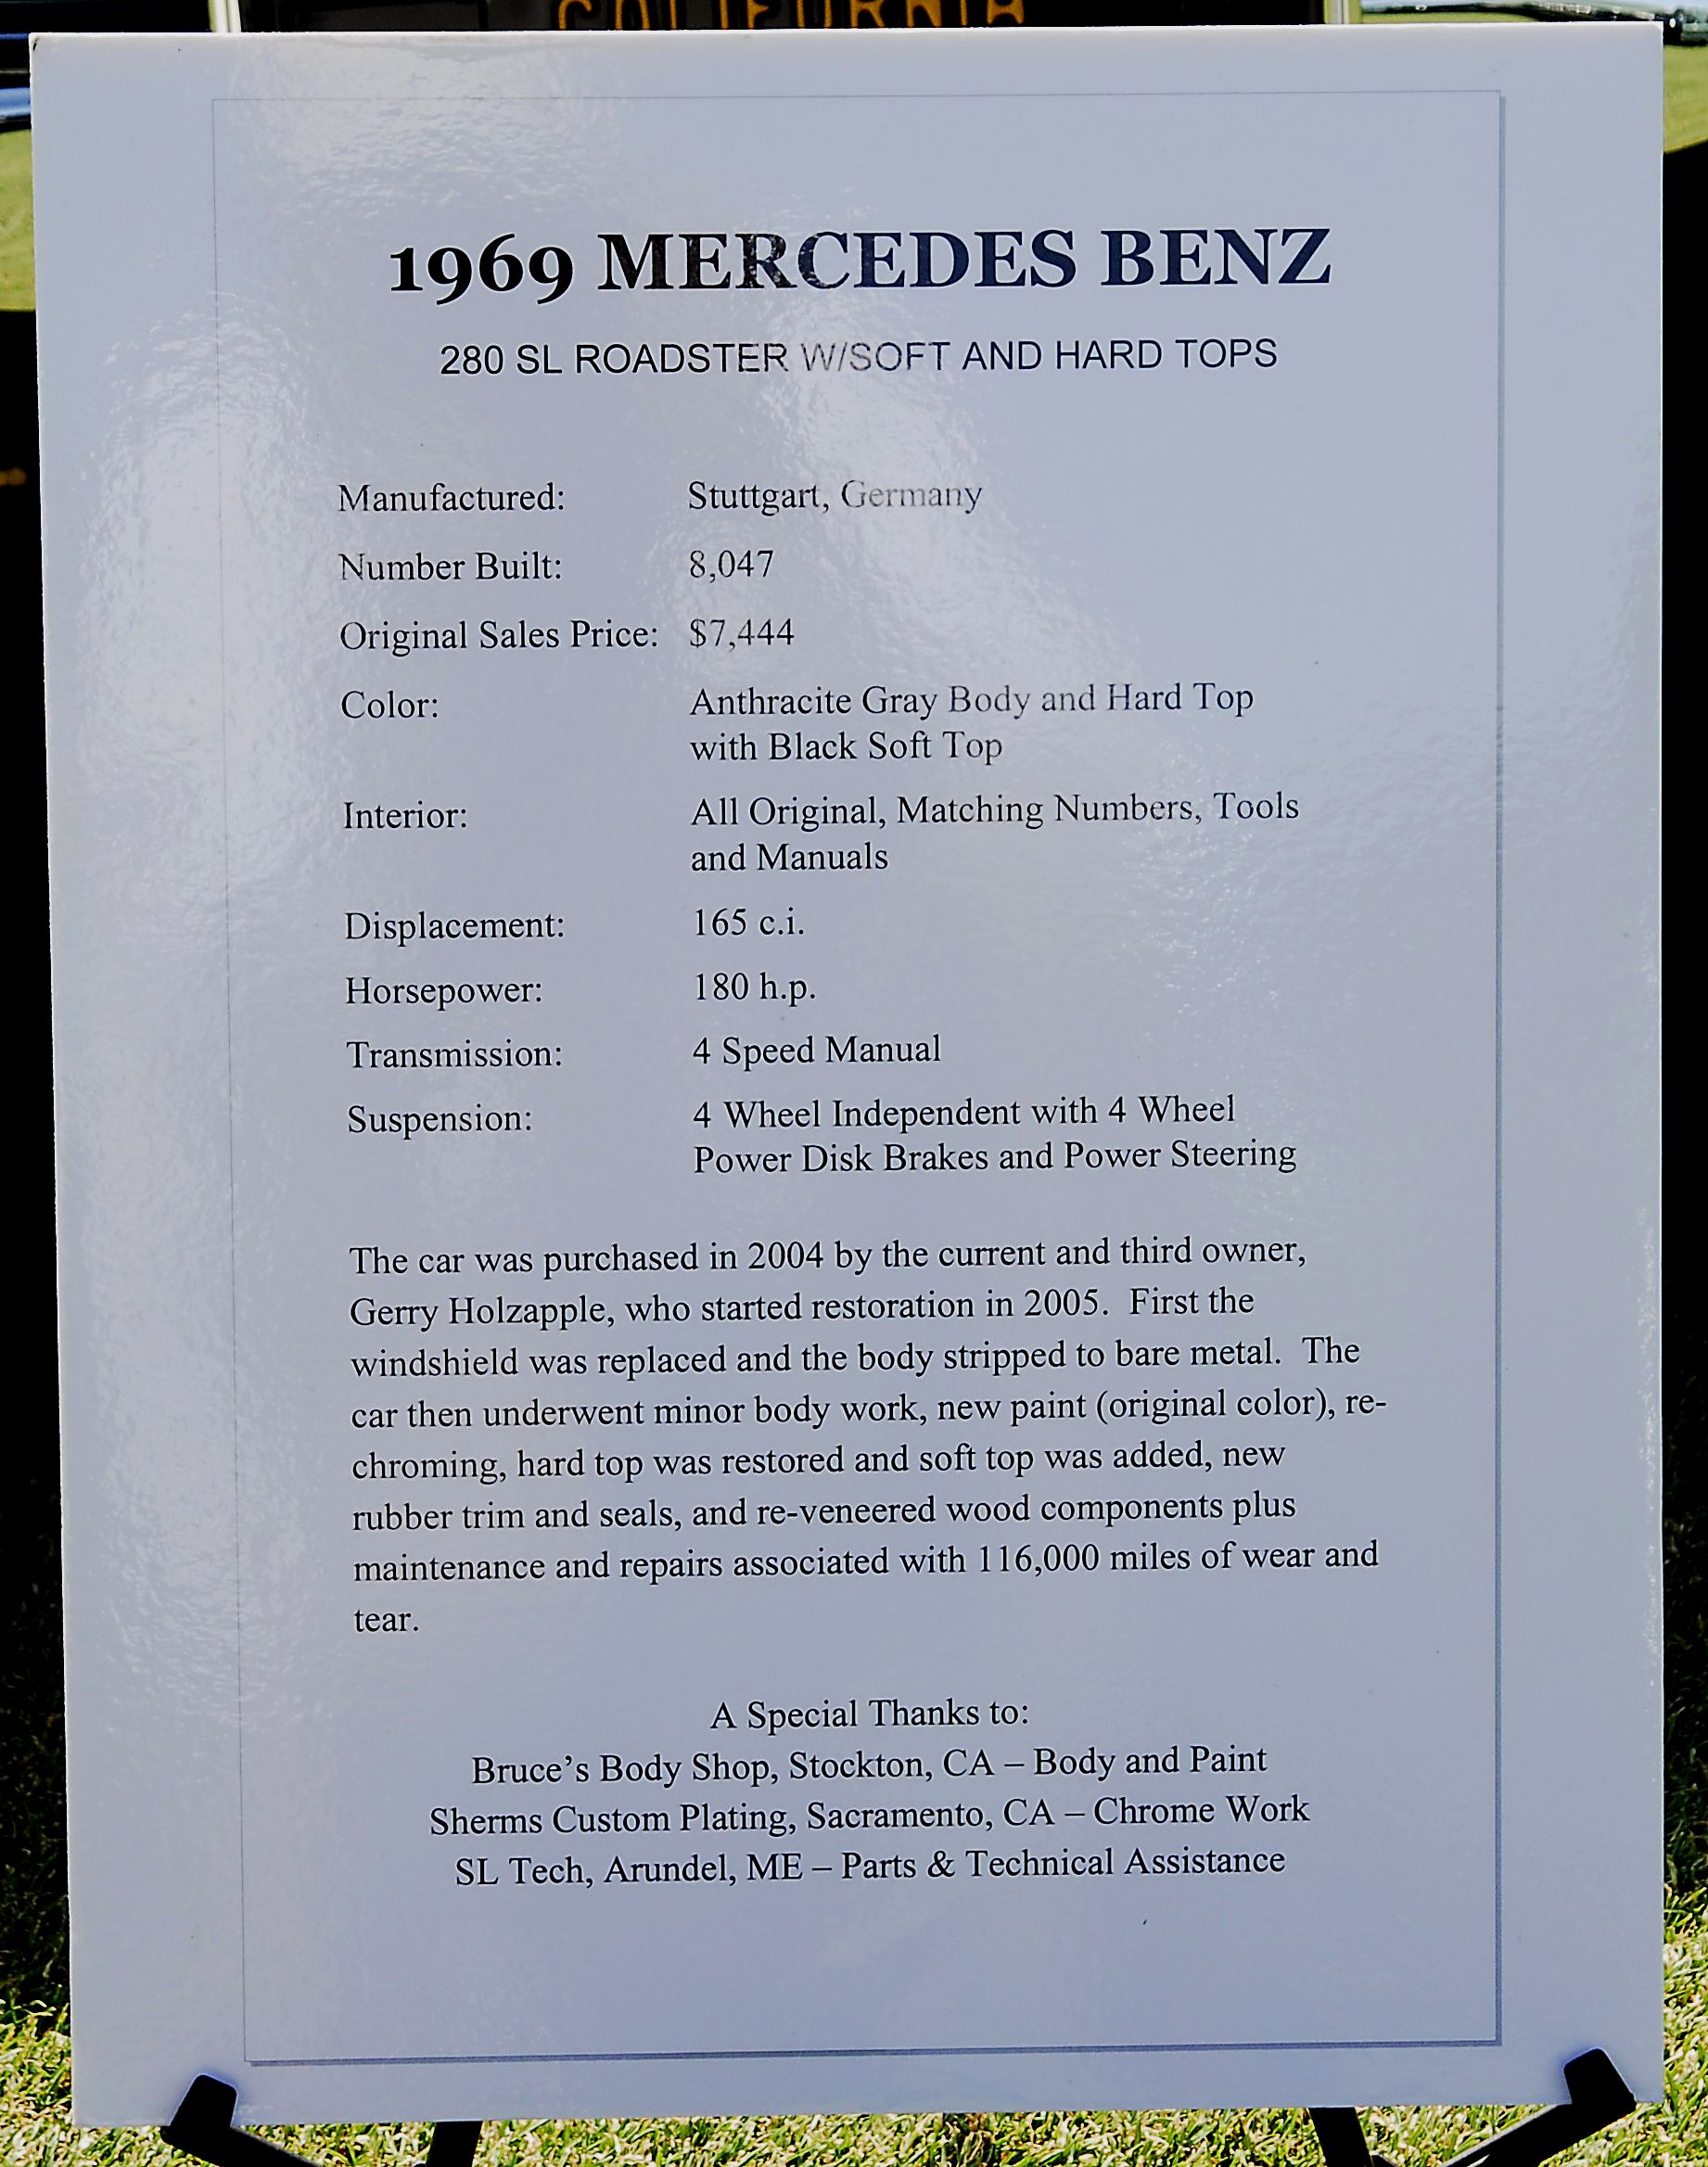 CALIFORNIA
1969 MERCEDES BENZ
280 SL ROADSTER W/SOFT AND HARD TOPS
Manufactured: Stuttgart, Germany
Number Built: 8,047
Original Sales Price: $7,444
Color: Anthracite Gray Body and Hard Top
with Black Soft Top
Interior: All Original, Matching Numbers, Tools
and Manuals
Displacement: 165 c.i.
Horsepower: 180 h.p.
Transmission: 4 Speed Manual
Suspension: 4 Wheel Independent with 4 Wheel
Power Disk Brakes and Power Steering
The car was purchased in 2004 by the current and third owner,
Gerry Holzapple, who started restoration in 2005.  First the
windshield was replaced and the body stripped to bare metal.  The
car then underwent minor body work, new paint (original color), re-
chroming, hard top was restored and soft top was added, new
rubber trim and seals, and re-veneered wood components plus
maintenance and repairs associated with 116,000 miles of wear and
tear.
A Special Thanks to:
Bruce’s Body Shop, Stockton, CA – Body and Paint
Sherms Custom Plating, Sacramento, CA – Chrome Work
SL Tech, Arundel, ME – Parts & Technical Assistance